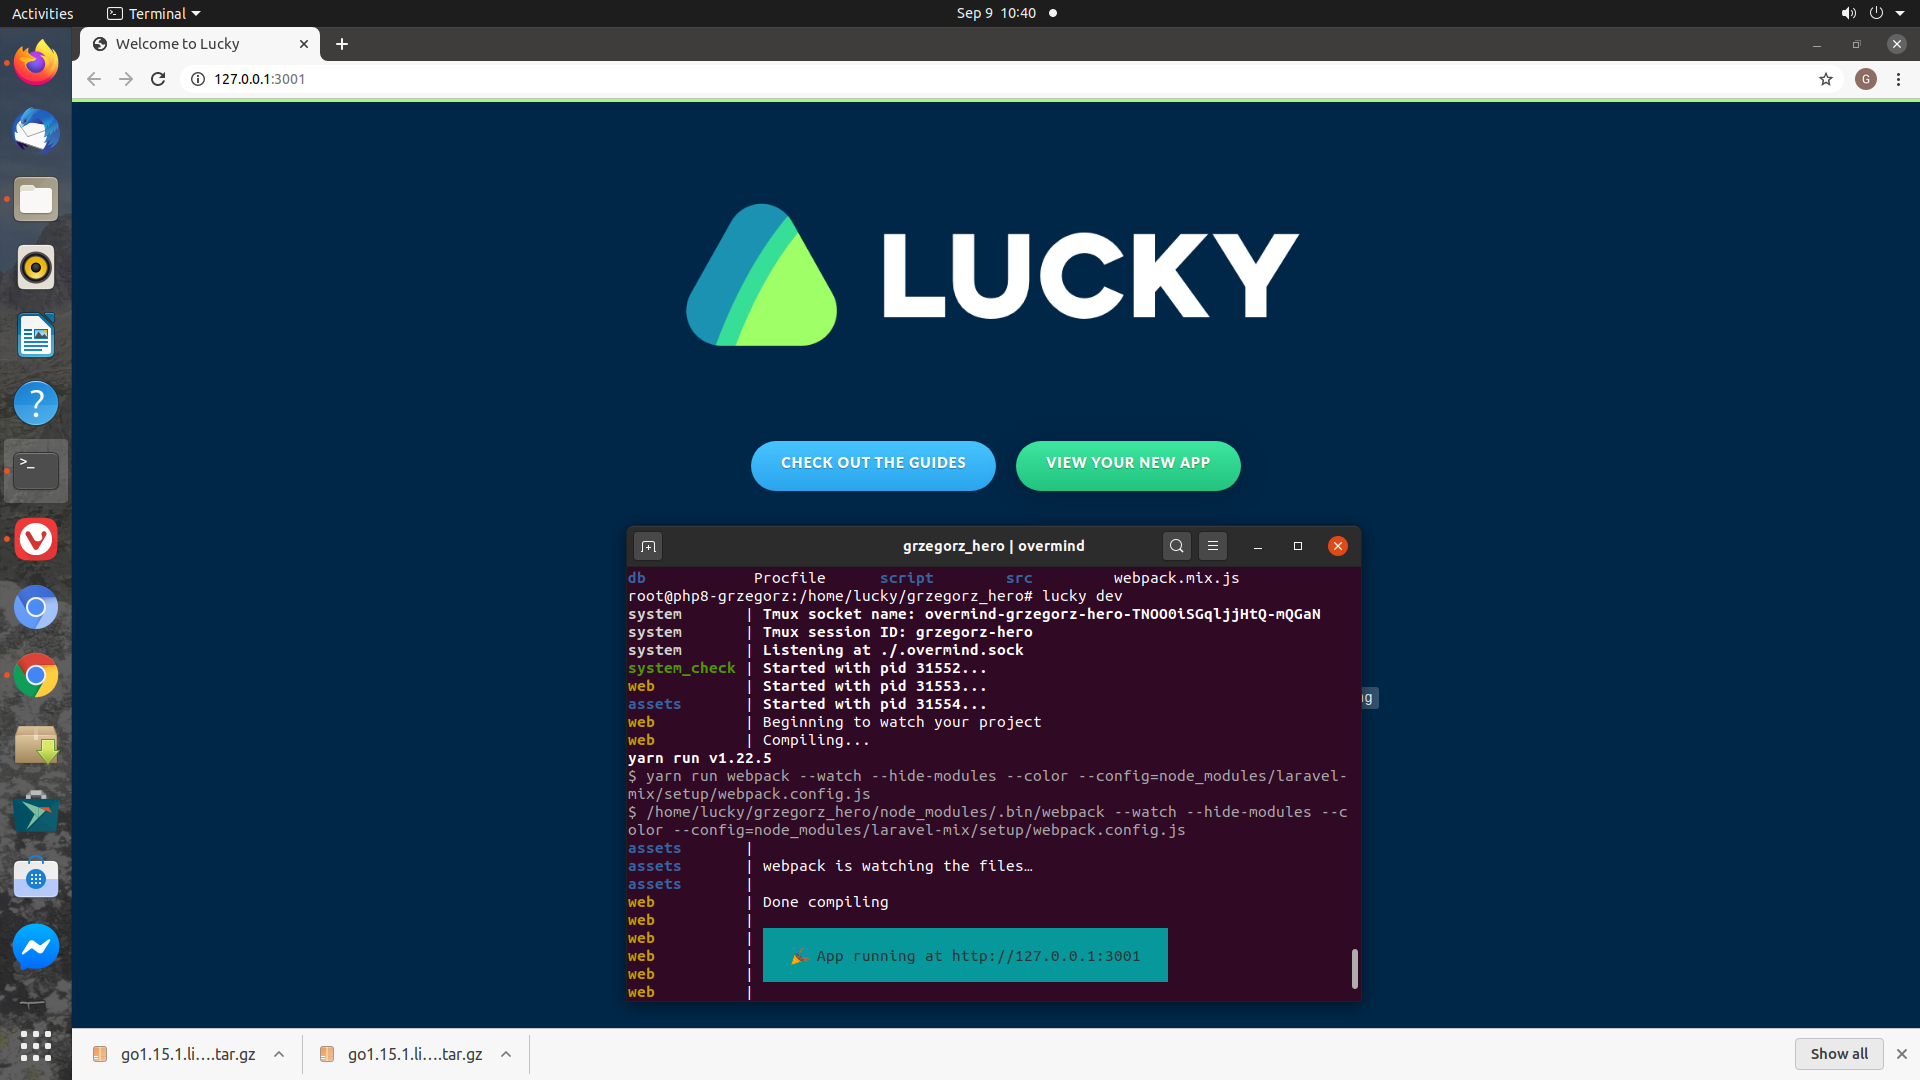 Activities
Terminal
Sep 9 10:40
Welcome to Lucky
127.0.0.1:3001
G
LUCKY
CHECK OUT THE GUIDES
VIEW YOUR NEW APP
grzegorz_hero | overmind
db Procfile script src webpack.mix.js
root@php8-grzegorz:/home/lucky/grzegorz_hero# lucky dev
system | Tmux socket name: overmind-grzegorz-hero-TNOO0iSGqljjHtQ-mQGaN
system | Tmux session ID: grzegorz-hero
system | Listening at ./.overmind.sock
system_check | Started with pid 31552...
web | Started with pid 31553...
assets | Started with pid 31554...
web | Beginning to watch your project
web | Compiling...
yarn run v1.22.5
$ yarn run webpack --watch --hide-modules --color --config=node_modules/laravel-
mix/setup/webpack.config.js
$ /home/lucky/grzegorz_hero/node_modules/.bin/webpack --watch --hide-modules --c
olor --config=node_modules/laravel-mix/setup/webpack.config.js
assets |
assets | webpack is watching the files…
assets |
web | Done compiling
web |
web |
web | 🎉 App running at http://127.0.0.1:3001
web |
web |
go1.15.1.li....tar.gz
go1.15.1.li....tar.gz
Show all